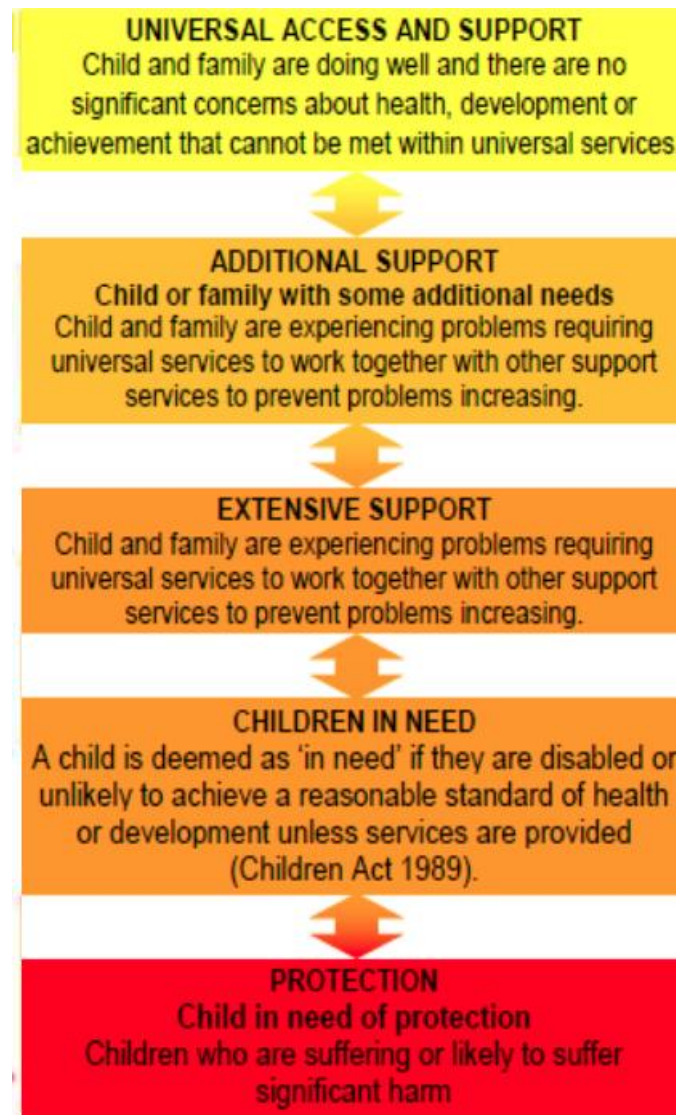 UNIVERSAL ACCESS AND SUPPORT
Child and family are doing well and there are no
significant concerns about health, development or
achievement that cannot be met within universal services
ADDITIONAL SUPPORT
Child or family with some additional needs
Child and family are experiencing problems requiring
universal services to work together with other support
services to prevent problems increasing.
EXTENSIVE SUPPORT
Child and family are experiencing problems requiring
universal services to work together with other support
services to prevent problems increasing.
CHILDREN IN NEED
A child is deemed as ‘in need’ if they are disabled or
unlikely to achieve a reasonable standard of health
or development unless services are provided
(Children Act 1989).
PROTECTION
Child in need of protection
Children who are suffering or likely to suffer
significant harm